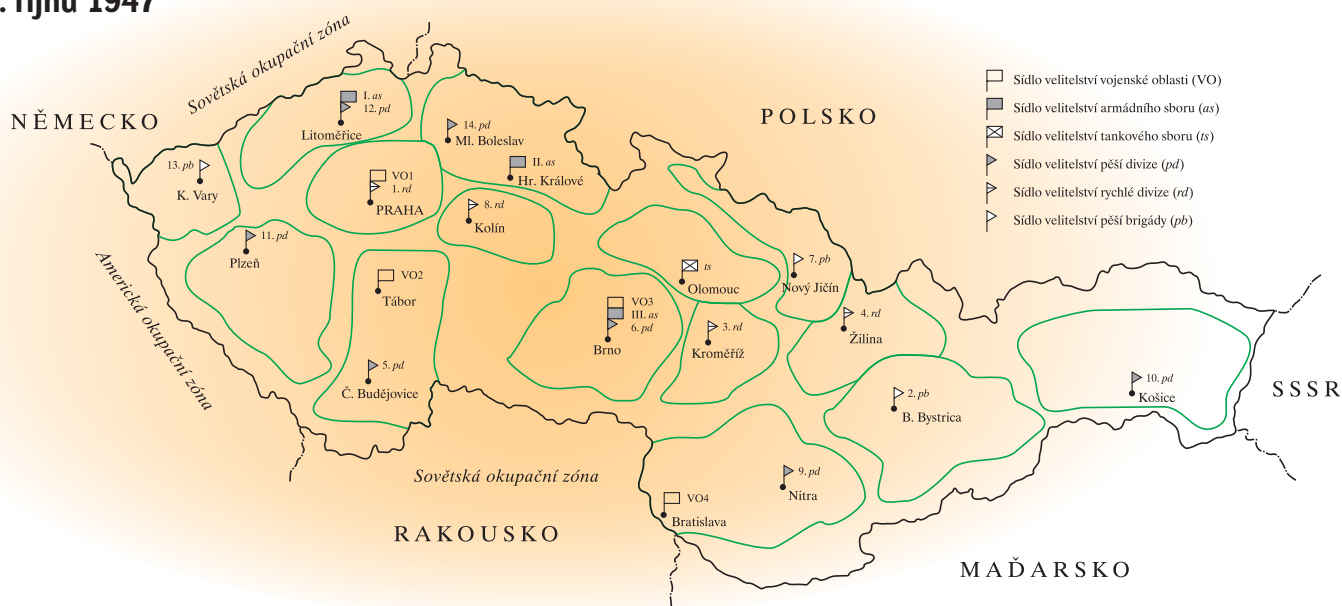 . říjnu 1947
Sovětská okupační zóna
NĚMECKO
POLSKO
Sídlo velitelství vojenské oblasti (VO)
Sídlo velitelství armádního sboru (as)
Sídlo velitelství tankového sboru (ts)
Sídlo velitelství pěší divize (pd)
Sídlo velitelství rychlé divize (rd)
Sídlo velitelství pěší brigády (pb)
I. as
12. pd
Litoměřice
14. pd
Ml. Boleslav
II. as
Hr. Králové
13. pb
K. Vary
VO1
1. rd
PRAHA
8. rd
Kolín
11. pd
Plzeň
VO2
Tábor
Americká okupační zóna
5. pd
Č. Budějovice
VO3
III. as
6. pd
Brno
ts
Olomouc
7. pb
Nový Jičín
3. rd
Kroměříž
4. rd
Žilina
2. pb
B. Bystrica
10. pd
Košice
SSSR
9. pd
Nitra
VO4
Bratislava
Sovětská okupační zóna
RAKOUSKO
MAĎARSKO